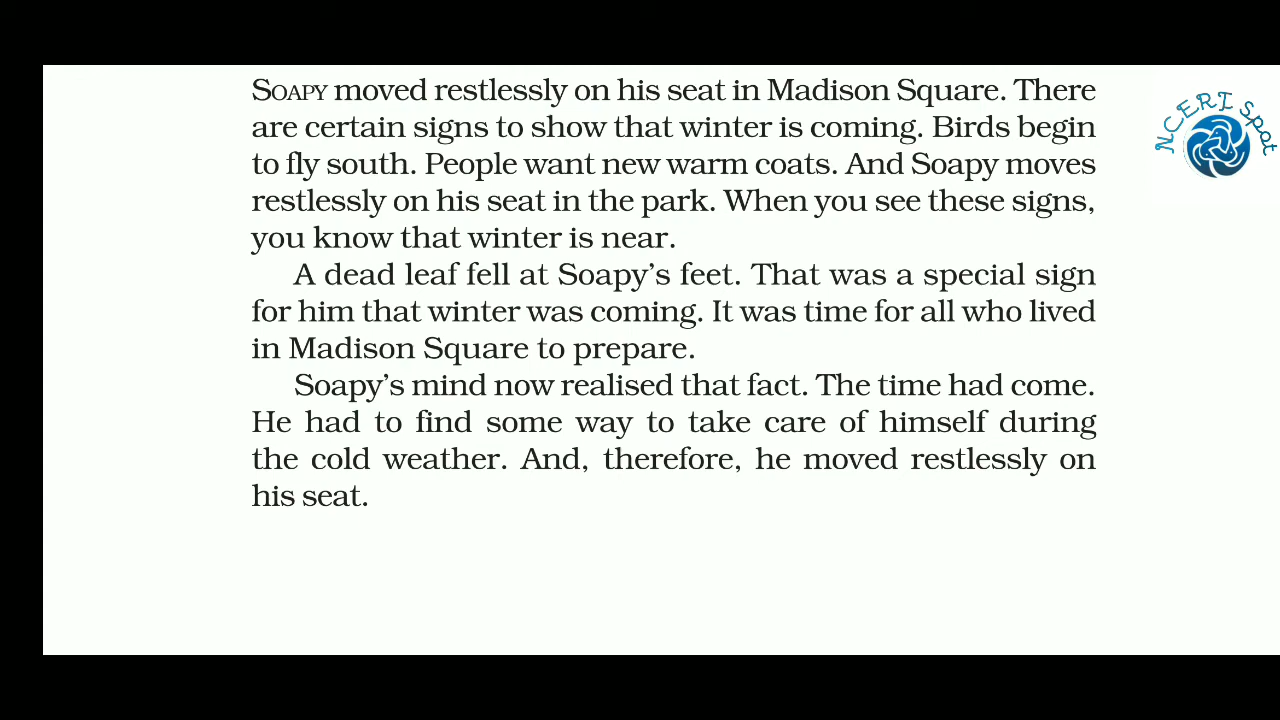 SOAPY moved restlessly on his seat in Madison Square. There
are certain signs to show that winter is coming. Birds begin
to fly south. People want new warm coats. And Soapy moves
restlessly on his seat in the park. When you see these signs,
you know that winter is near.
A dead leaf fell at Soapy’s feet. That was a special sign
for him that winter was coming. It was time for all who lived
in Madison Square to prepare.
Soapy’s mind now realised that fact. The time had come.
He had to find some way to take care of himself during
the cold weather. And, therefore, he moved restlessly on
his seat.
NCERT Spot